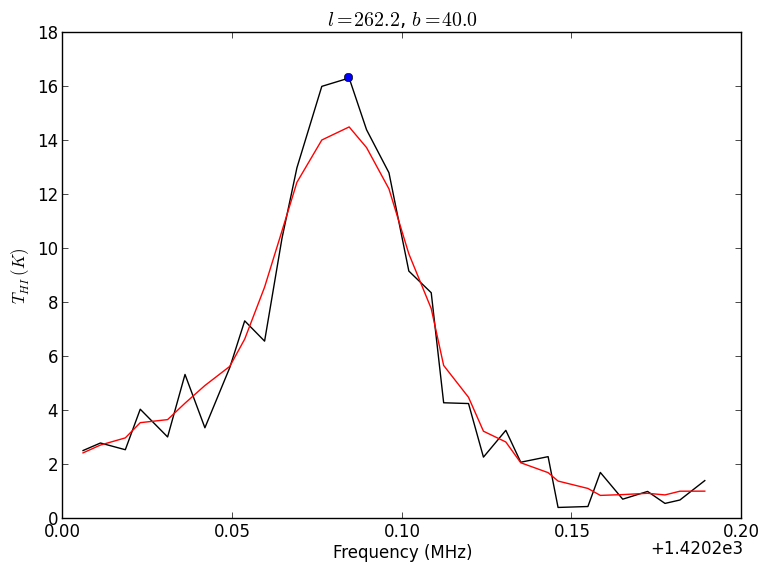 l = 262.2, b = 40.0
18
16
14
12
10
8
6
4
2
0
T_HI (K)
0.00 0.05 0.10 0.15 0.20
Frequency (MHz) +1.4202e3